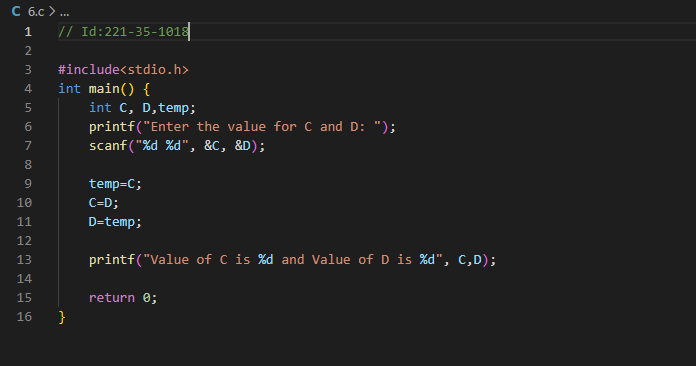 C 6.c > ...
1 // Id:221-35-1018
2
3 #include<stdio.h>
4 int main() {
5     int C, D,temp;
6     printf("Enter the value for C and D: ");
7     scanf("%d %d", &C, &D);
8
9     temp=C;
10     C=D;
11     D=temp;
12
13     printf("Value of C is %d and Value of D is %d", C,D);
14
15     return 0;
16 }